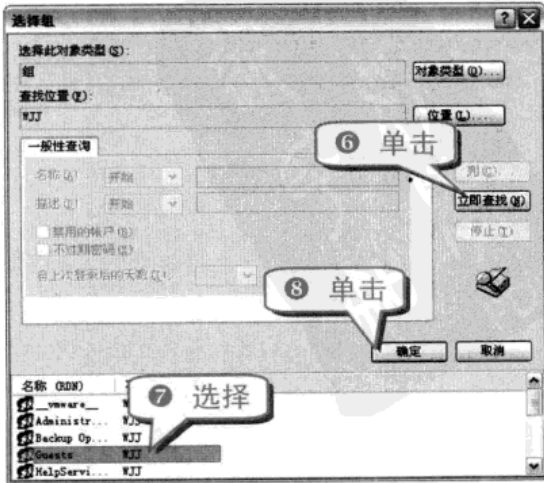 选择组
选择此对象类型(S):
组
对象类型(O)...
查找位置(F):
WJJ
位置(L)...
一般性查询
⑥ 单击
名称(A) 开始
列(C)...
描述(D) 开始
立即查找(N)
禁用的帐户(B)
停止(T)
不过期密码(X)
自上次登录后的天数(I)
⑧ 单击
确定
取消
名称(RDN)
⑦ 选择
__vmware__
Administr... WJJ
Backup Op... WJJ
Guests WJJ
HelpServi... WJJ